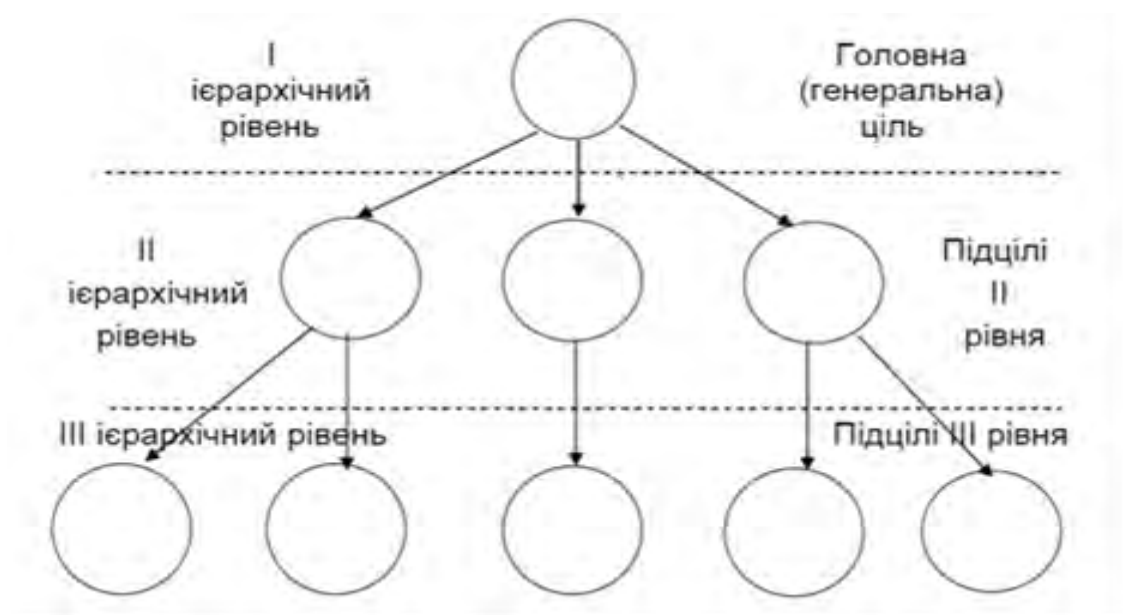 І
ієрархічний
рівень
Головна
(генеральна)
ціль
ІІ
ієрархічний
рівень
Підцілі
ІІ
рівня
ІІІ ієрархічний рівень
Підцілі ІІІ рівня